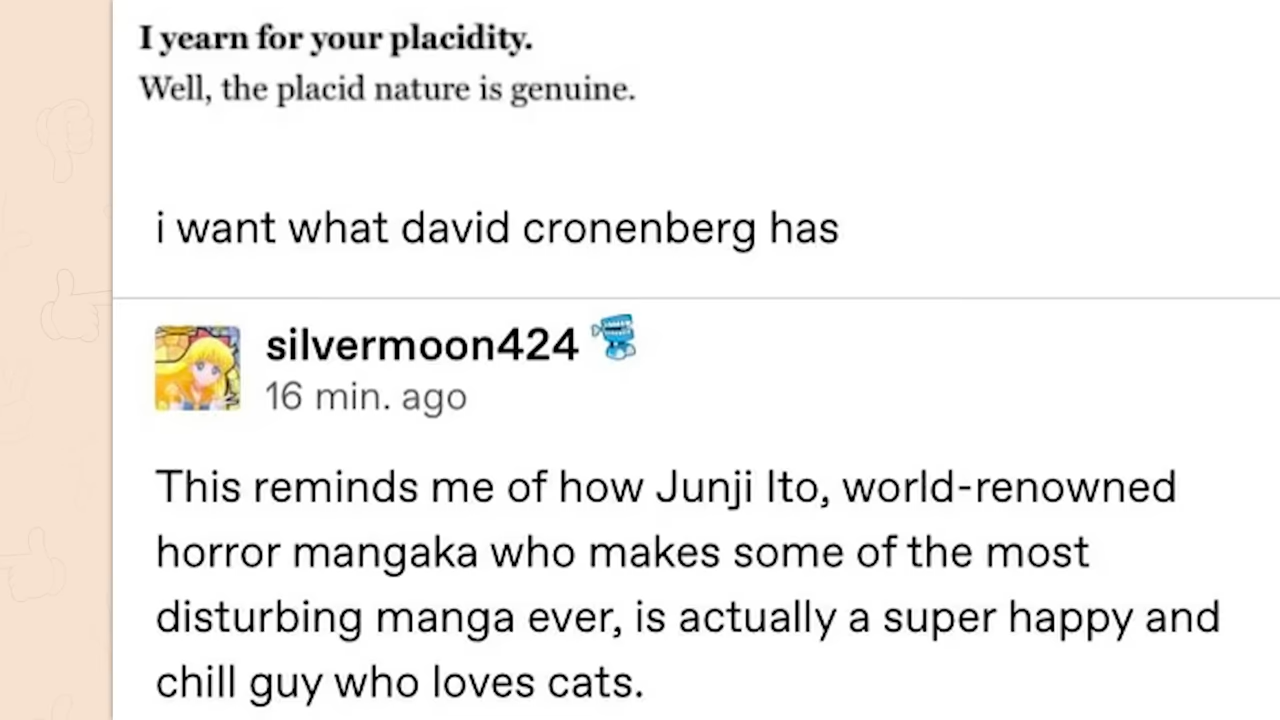 I yearn for your placidity.
Well, the placid nature is genuine.
i want what david cronenberg has
silvermoon424
16 min. ago
This reminds me of how Junji Ito, world-renowned
horror mangaka who makes some of the most
disturbing manga ever, is actually a super happy and
chill guy who loves cats.